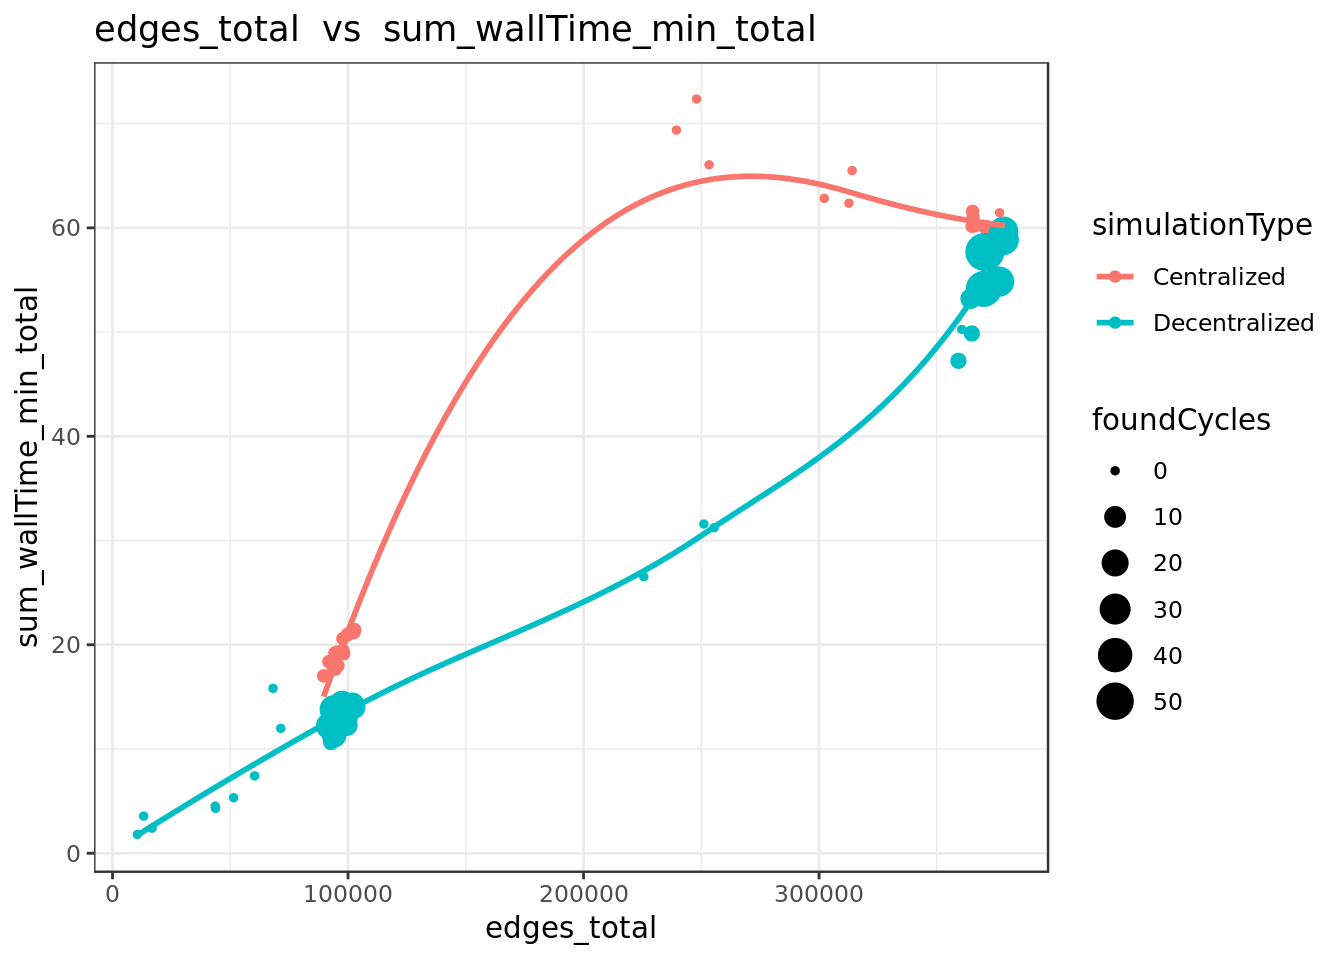 edges_total vs sum_wallTime_min_total
sum_wallTime_min_total
60
40
20
0
0 100000 200000 300000
edges_total
simulationType
Centralized
Decentralized
foundCycles
0
10
20
30
40
50